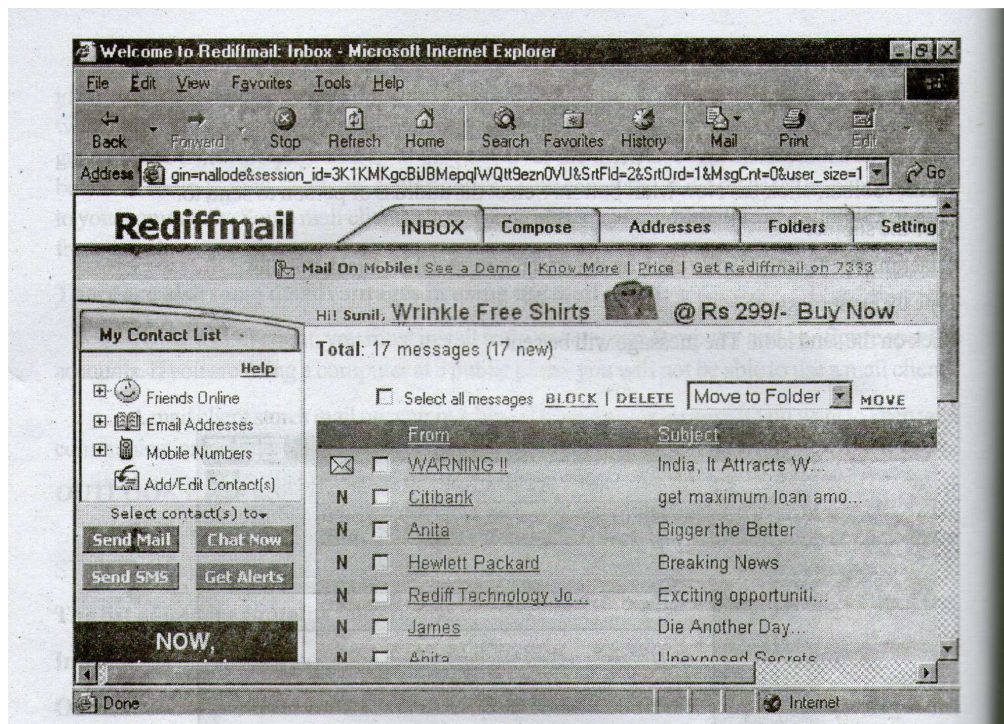 Welcome to Rediffmail: Inbox - Microsoft Internet Explorer
File Edit View Favorites Tools Help
Back Forward Stop Refresh Home Search Favorites History Mail Print Edit
Address gin=nallode&session_id=3K1KMKgcBiJBMepqlWQtt9ezn0VU&SrtFld=2&SrtOrd=1&MsgCnt=0&user_size=1 Go
Rediffmail INBOX Compose Addresses Folders Setting
Mail On Mobile: See a Demo | Know More | Price | Get Rediffmail on 7333
Hi! Sunil, Wrinkle Free Shirts @ Rs 299/- Buy Now
My Contact List
Help
Friends Online
Email Addresses
Mobile Numbers
Add/Edit Contact(s)
Select contact(s) to
Send Mail Chat Now
Send SMS Get Alerts
NOW,
Total: 17 messages (17 new)
Select all messages BLOCK | DELETE Move to Folder MOVE
From Subject
WARNING !! India, It Attracts W...
N Citibank get maximum loan amo...
N Anita Bigger the Better
N Hewlett Packard Breaking News
N Rediff Technology Jo... Exciting opportuniti...
N James Die Another Day...
N Anita Unexposed Secrets
Done Internet